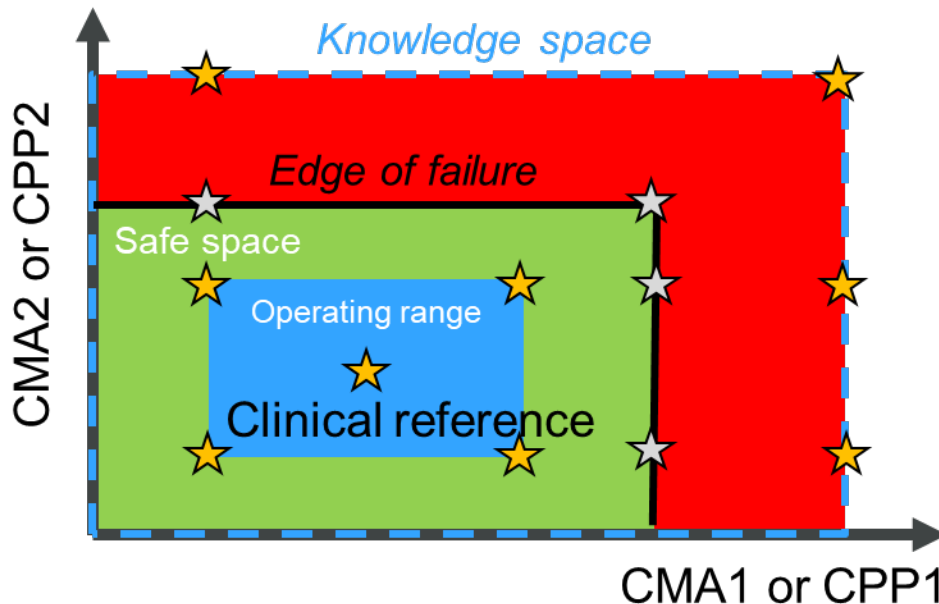 Knowledge space
CMA2 or CPP2
Edge of failure
Safe space
Operating range
Clinical reference
CMA1 or CPP1